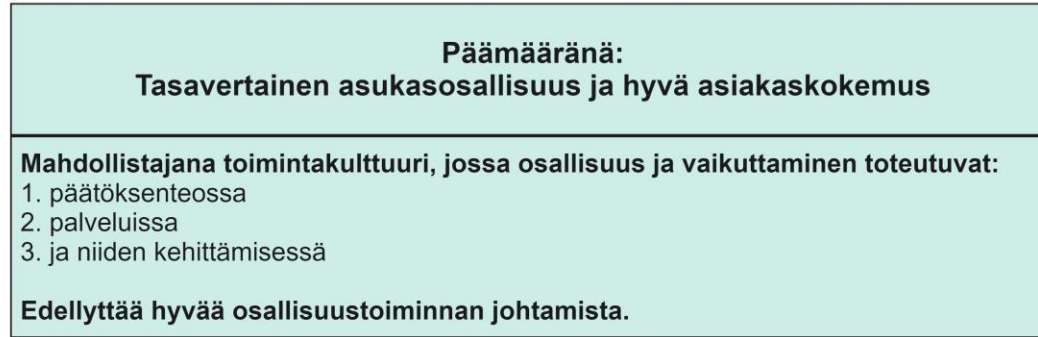 Päämääränä:
Tasavertainen asukasosallisuus ja hyvä asiakaskokemus
Mahdollistajana toimintakulttuuri, jossa osallisuus ja vaikuttaminen toteutuvat:
1. päätöksenteossa
2. palveluissa
3. ja niiden kehittämisessä
Edellyttää hyvää osallisuustoiminnan johtamista.